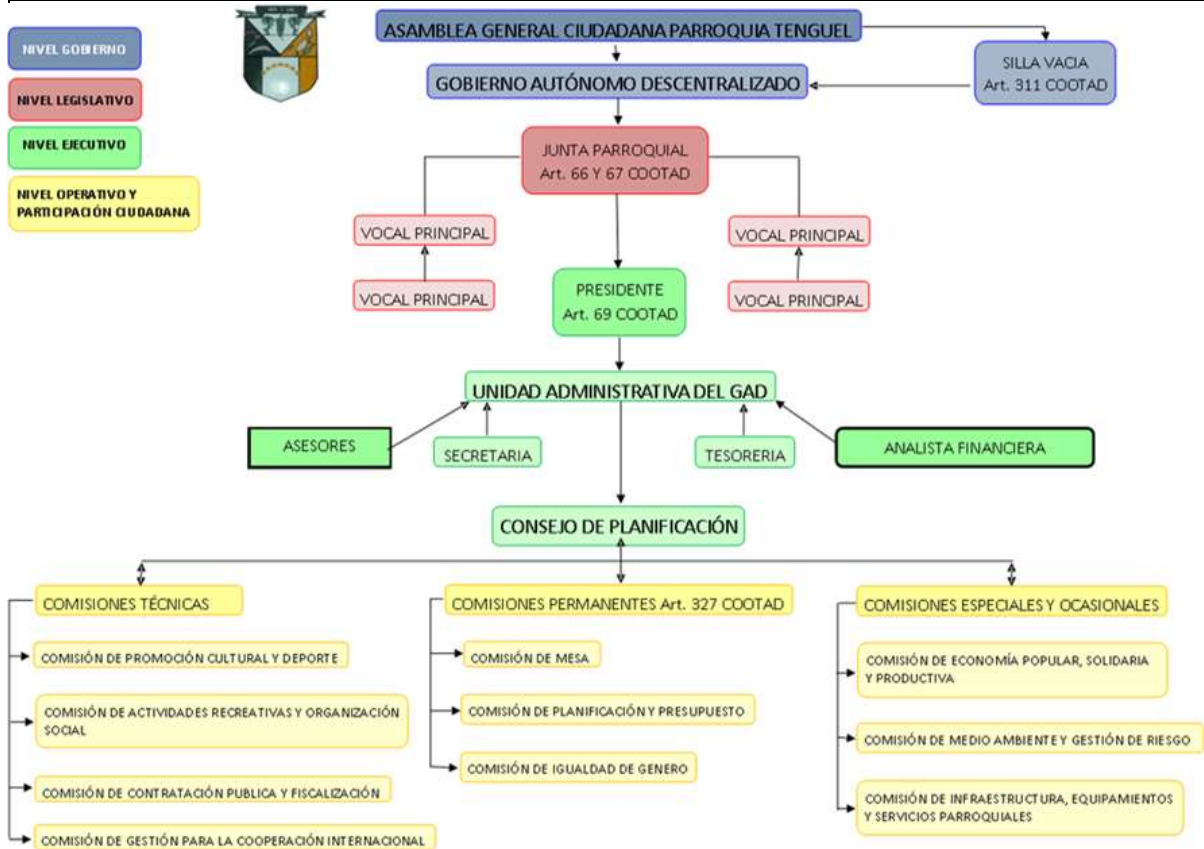 NIVEL GOBIERNO
NIVEL LEGISLATIVO
NIVEL EJECUTIVO
NIVEL OPERATIVO Y
PARTICIPACIÓN CIUDADANA
ASAMBLEA GENERAL CIUDADANA PARROQUIA TENGUEL
SILLA VACIA
Art. 311 COOTAD
GOBIERNO AUTÓNOMO DESCENTRALIZADO
JUNTA PARROQUIAL
Art. 66 Y 67 COOTAD
VOCAL PRINCIPAL
VOCAL PRINCIPAL
VOCAL PRINCIPAL
VOCAL PRINCIPAL
PRESIDENTE
Art. 69 COOTAD
UNIDAD ADMINISTRATIVA DEL GAD
ASESORES
SECRETARIA
TESORERIA
ANALISTA FINANCIERA
CONSEJO DE PLANIFICACIÓN
COMISIONES TÉCNICAS
COMISIÓN DE PROMOCIÓN CULTURAL Y DEPORTE
COMISIÓN DE ACTIVIDADES RECREATIVAS Y ORGANIZACIÓN
SOCIAL
COMISIÓN DE CONTRATACIÓN PUBLICA Y FISCALIZACIÓN
COMISIÓN DE GESTIÓN PARA LA COOPERACIÓN INTERNACIONAL
COMISIONES PERMANENTES Art. 327 COOTAD
COMISIÓN DE MESA
COMISIÓN DE PLANIFICACIÓN Y PRESUPUESTO
COMISIÓN DE IGUALDAD DE GENERO
COMISIONES ESPECIALES Y OCASIONALES
COMISIÓN DE ECONOMÍA POPULAR, SOLIDARIA
Y PRODUCTIVA
COMISIÓN DE MEDIO AMBIENTE Y GESTIÓN DE RIESGO
COMISIÓN DE INFRAESTRUCTURA, EQUIPAMIENTOS
Y SERVICIOS PARROQUIALES